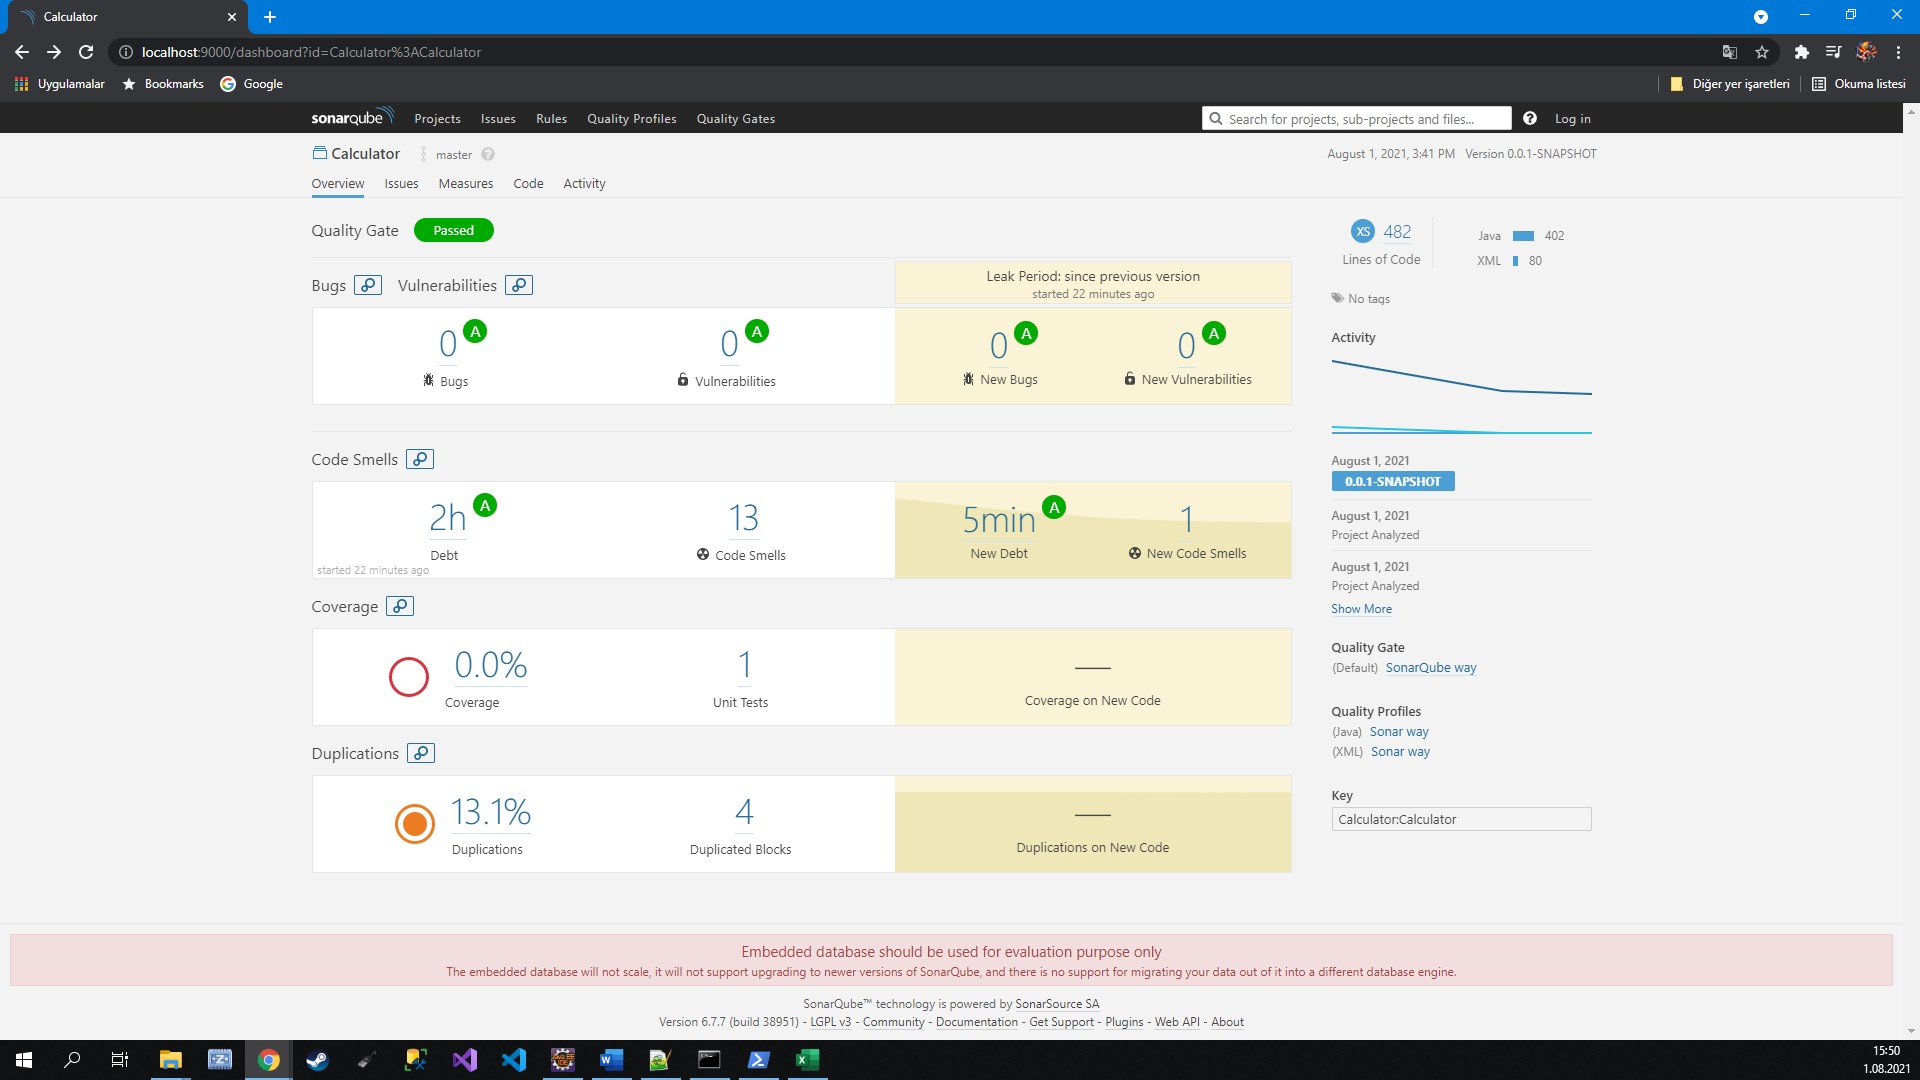 Calculator
localhost:9000/dashboard?id=Calculator%3ACalculator
Uygulamalar
Bookmarks
Google
Diğer yer işaretleri
Okuma listesi
sonarqube
Projects
Issues
Rules
Quality Profiles
Quality Gates
Search for projects, sub-projects and files...
Log in
Calculator
master
August 1, 2021, 3:41 PM Version 0.0.1-SNAPSHOT
Overview
Issues
Measures
Code
Activity
Quality Gate
Passed
Bugs
Vulnerabilities
Leak Period: since previous version
started 22 minutes ago
0 A
Bugs
0 A
Vulnerabilities
0 A
New Bugs
0 A
New Vulnerabilities
Code Smells
2h A
Debt
started 22 minutes ago
13
Code Smells
5min A
New Debt
1
New Code Smells
Coverage
0.0%
Coverage
1
Unit Tests
—
Coverage on New Code
Duplications
13.1%
Duplications
4
Duplicated Blocks
—
Duplications on New Code
XS 482
Lines of Code
Java 402
XML 80
No tags
Activity
August 1, 2021
0.0.1-SNAPSHOT
August 1, 2021
Project Analyzed
August 1, 2021
Project Analyzed
Show More
Quality Gate
(Default) SonarQube way
Quality Profiles
(Java) Sonar way
(XML) Sonar way
Key
Calculator:Calculator
Embedded database should be used for evaluation purpose only
The embedded database will not scale, it will not support upgrading to newer versions of SonarQube, and there is no support for migrating your data out of it into a different database engine.
SonarQube™ technology is powered by SonarSource SA
Version 6.7.7 (build 38951) - LGPL v3 - Community - Documentation - Get Support - Plugins - Web API - About
15:50
1.08.2021